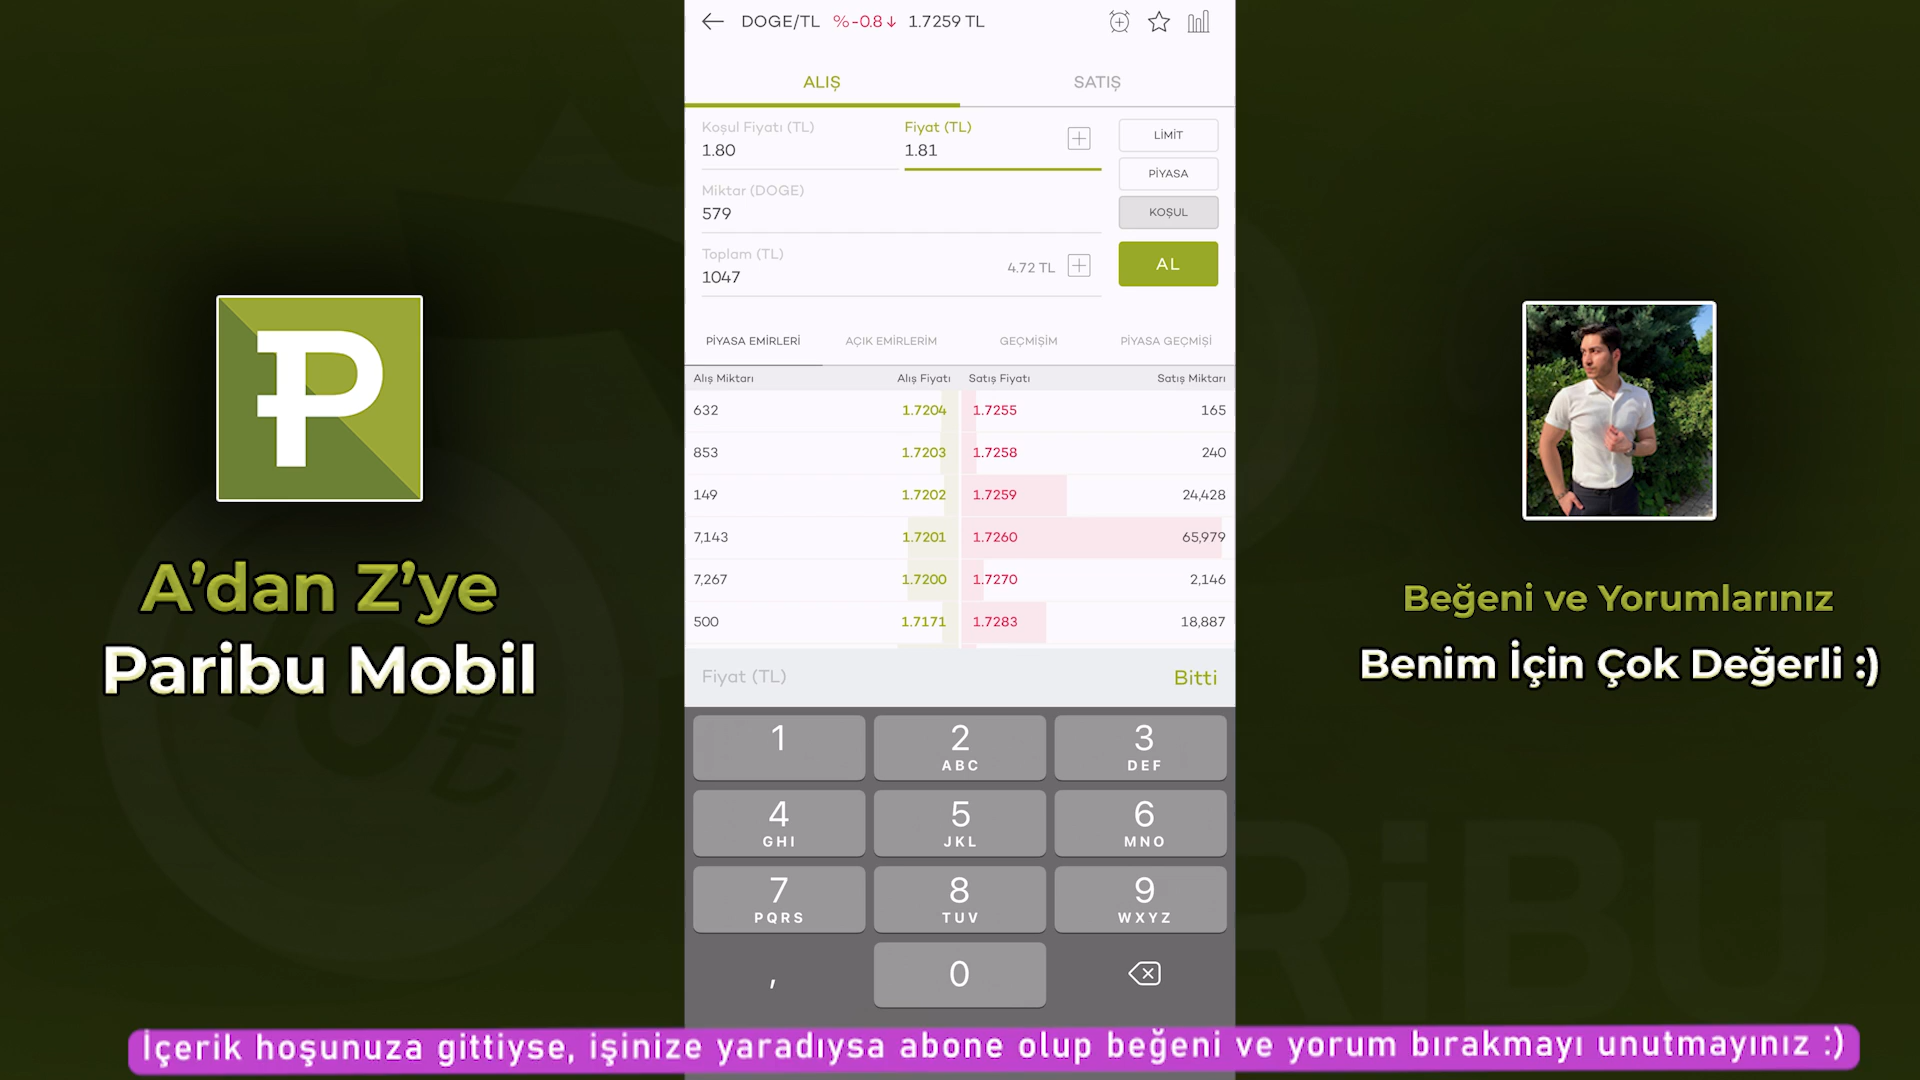 DOGE/TL %-0.8↓ 1.7259 TL
ALIŞ SATIŞ
Koşul Fiyatı (TL) Fiyat (TL)
1.80 1.81
LİMİT
PİYASA
KOŞUL
Miktar (DOGE)
579
Toplam (TL)
1047 4.72 TL
AL
PİYASA EMİRLERİ AÇIK EMİRLERİM GEÇMİŞİM PİYASA GEÇMİŞİ
Alış Miktarı Alış Fiyatı Satış Fiyatı Satış Miktarı
632 1.7204 1.7255 165
853 1.7203 1.7258 240
149 1.7202 1.7259 24,428
7,143 1.7201 1.7260 65,979
7,267 1.7200 1.7270 2,146
500 1.7171 1.7283 18,887
Fiyat (TL) Bitti
1 2 3
ABC DEF
4 5 6
GHI JKL MNO
7 8 9
PQRS TUV WXYZ
, 0
A’dan Z’ye
Paribu Mobil
Beğeni ve Yorumlarınız
Benim İçin Çok Değerli :)
İçerik hoşunuza gittiyse, işinize yaradıysa abone olup beğeni ve yorum bırakmayı unutmayınız :)